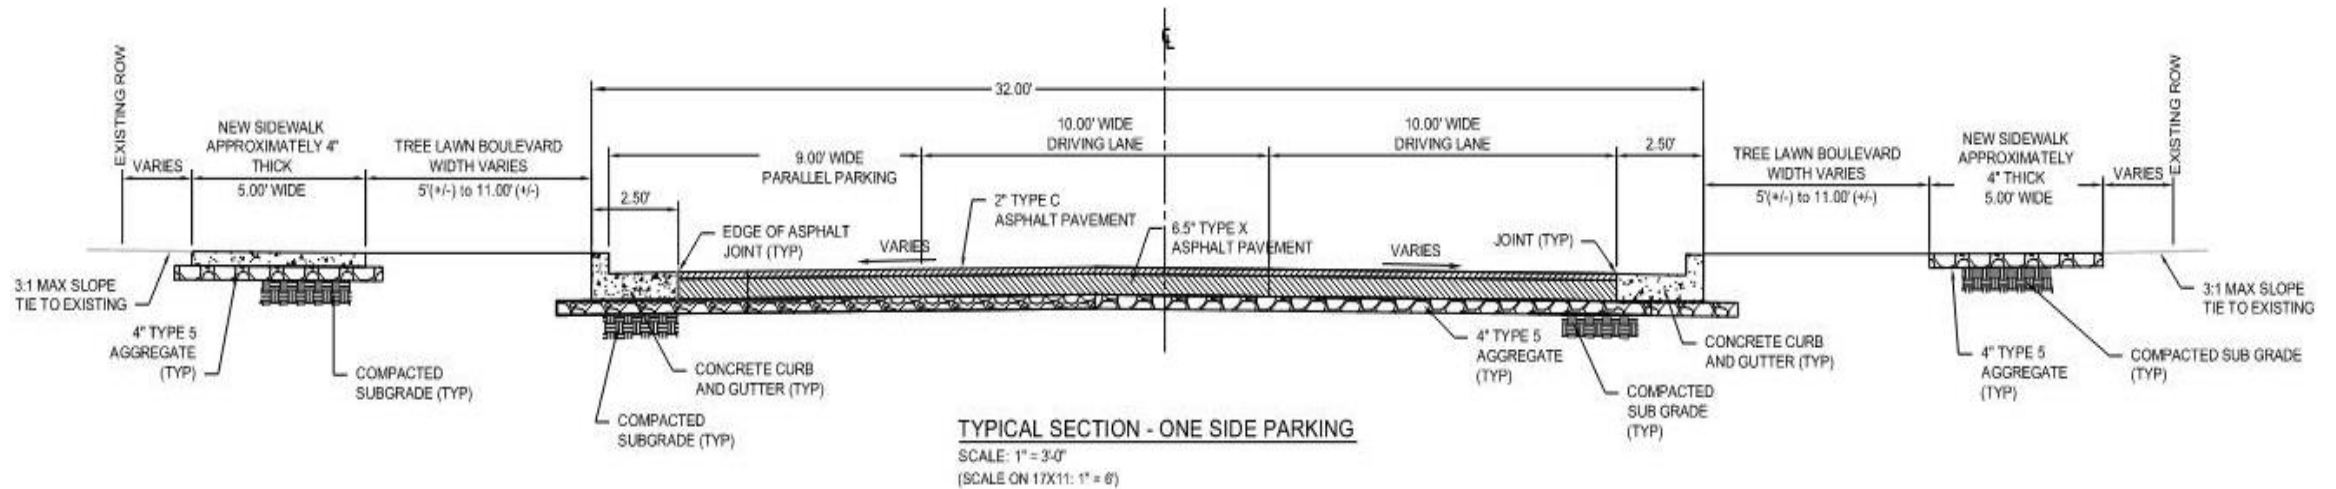 EXISTING ROW
VARIES
NEW SIDEWALK
APPROXIMATELY 4"
THICK
5.00' WIDE
TREE LAWN BOULEVARD
WIDTH VARIES
5'(+/-) to 11.00' (+/-)
32.00'
2.50'
9.00' WIDE
PARALLEL PARKING
10.00' WIDE
DRIVING LANE
10.00' WIDE
DRIVING LANE
2.50'
TREE LAWN BOULEVARD
WIDTH VARIES
5'(+/-) to 11.00' (+/-)
NEW SIDEWALK
APPROXIMATELY
4" THICK
5.00' WIDE
VARIES
EXISTING ROW
EDGE OF ASPHALT
JOINT (TYP)
VARIES
2" TYPE C
ASPHALT PAVEMENT
6.5" TYPE X
ASPHALT PAVEMENT
VARIES
JOINT (TYP)
3:1 MAX SLOPE
TIE TO EXISTING
4" TYPE 5
AGGREGATE
(TYP)
COMPACTED
SUBGRADE (TYP)
CONCRETE CURB
AND GUTTER (TYP)
COMPACTED
SUBGRADE (TYP)
4" TYPE 5
AGGREGATE
(TYP)
COMPACTED
SUB GRADE
(TYP)
CONCRETE CURB
AND GUTTER (TYP)
4" TYPE 5
AGGREGATE
(TYP)
COMPACTED SUB GRADE
(TYP)
3:1 MAX SLOPE
TIE TO EXISTING
TYPICAL SECTION - ONE SIDE PARKING
SCALE: 1" = 3'-0"
(SCALE ON 17X11: 1" = 6')